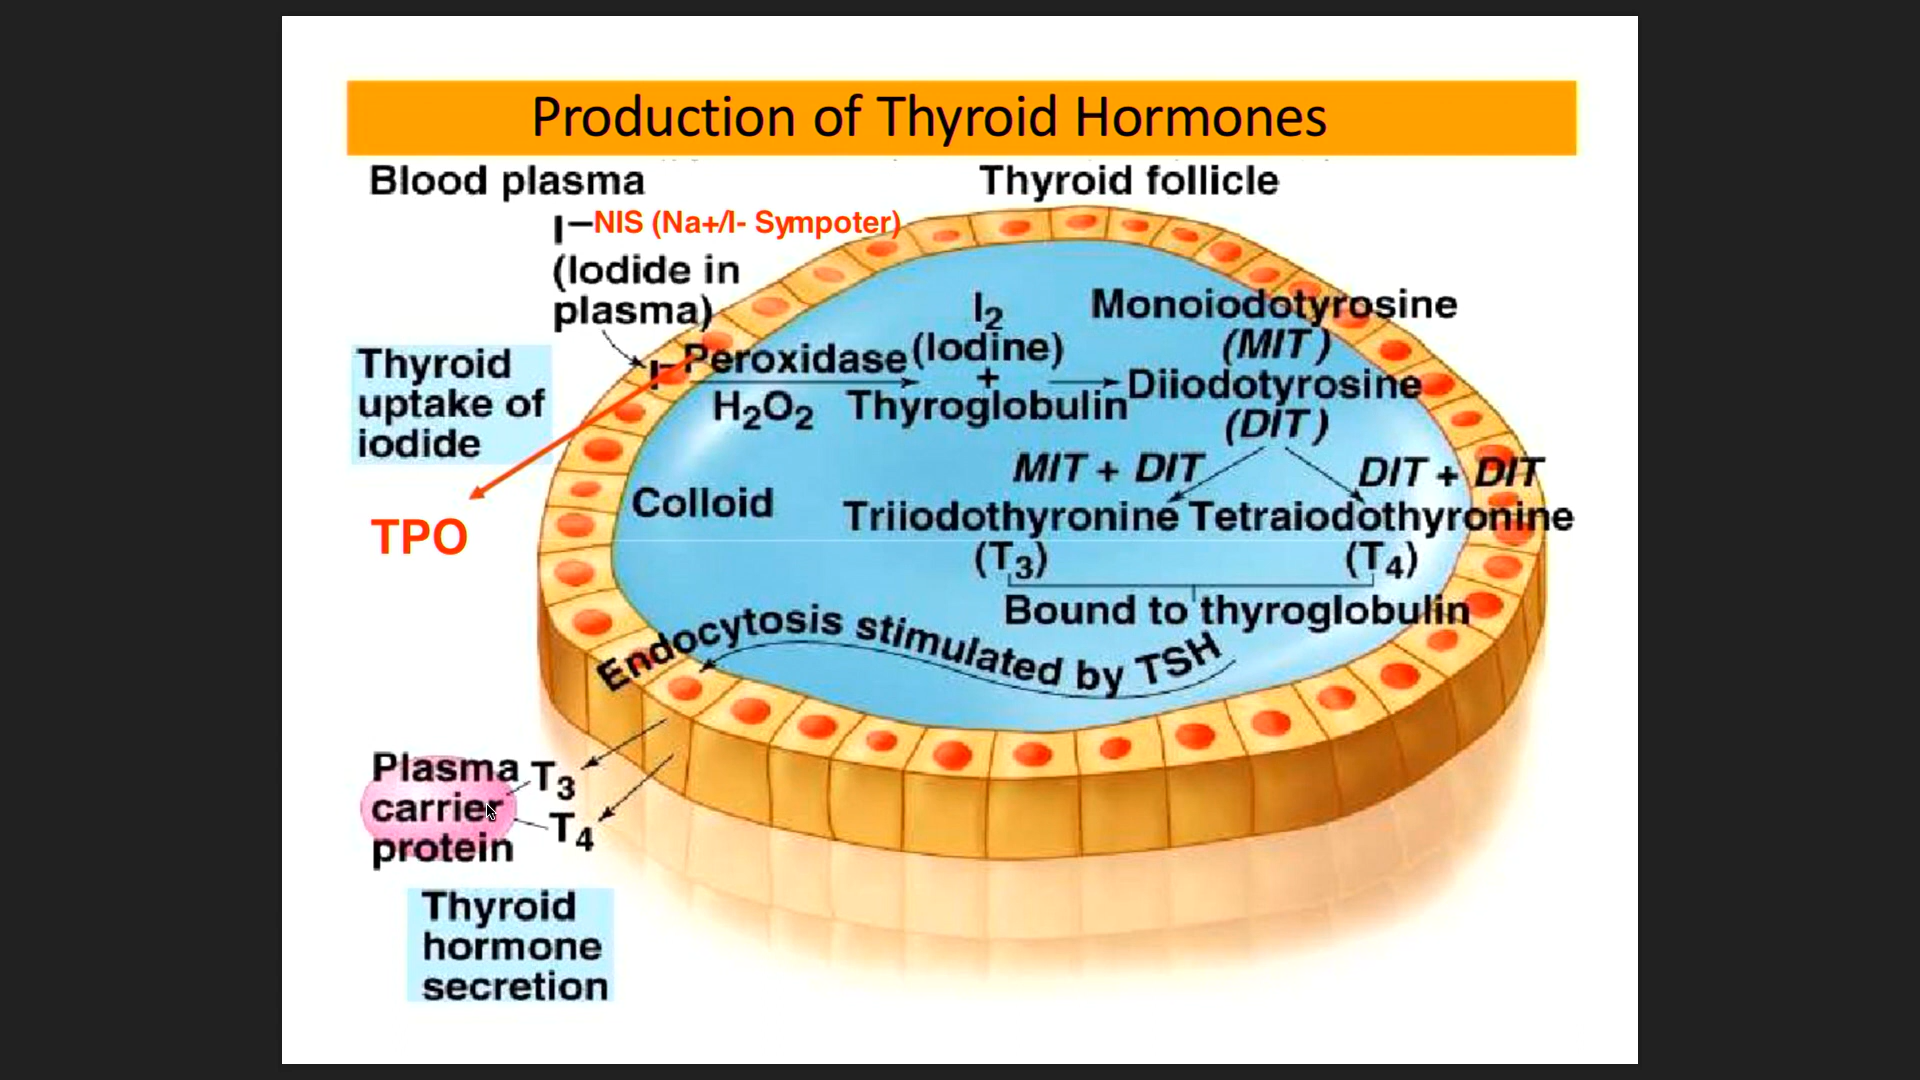 Production of Thyroid Hormones
Blood plasma
Thyroid follicle
I–NIS (Na+/I- Sympoter)
(Iodide in
plasma)
Thyroid
uptake of
iodide
I–
Peroxidase
H2O2
I2
(Iodine)
+
Thyroglobulin
Monoiodotyrosine
(MIT)
Diiodotyrosine
(DIT)
MIT + DIT
DIT + DIT
TPO
Colloid
Triiodothyronine
(T3)
Tetraiodothyronine
(T4)
Bound to thyroglobulin
Endocytosis stimulated by TSH
Plasma
carrier
protein
T3
T4
Thyroid
hormone
secretion